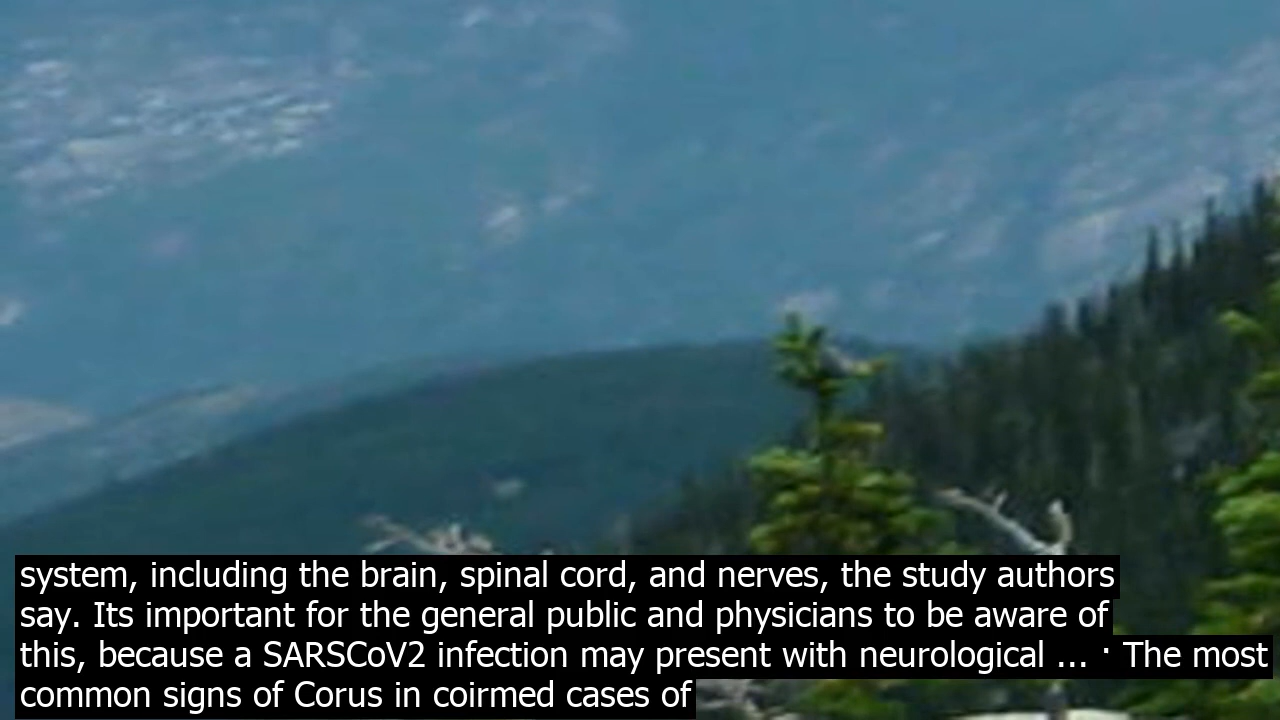 system, including the brain, spinal cord, and nerves, the study authors
say. Its important for the general public and physicians to be aware of
this, because a SARSCoV2 infection may present with neurological ... · The most
common signs of Corus in coirmed cases of